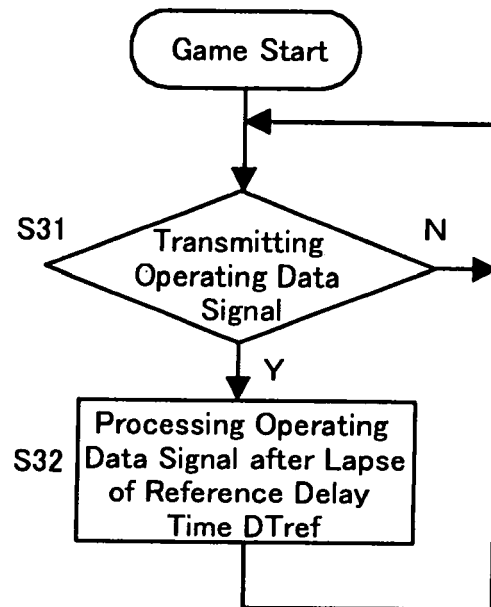 Game Start
S31
Transmitting
Operating Data
Signal
N
Y
S32
Processing Operating
Data Signal after Lapse
of Reference Delay
Time DTref